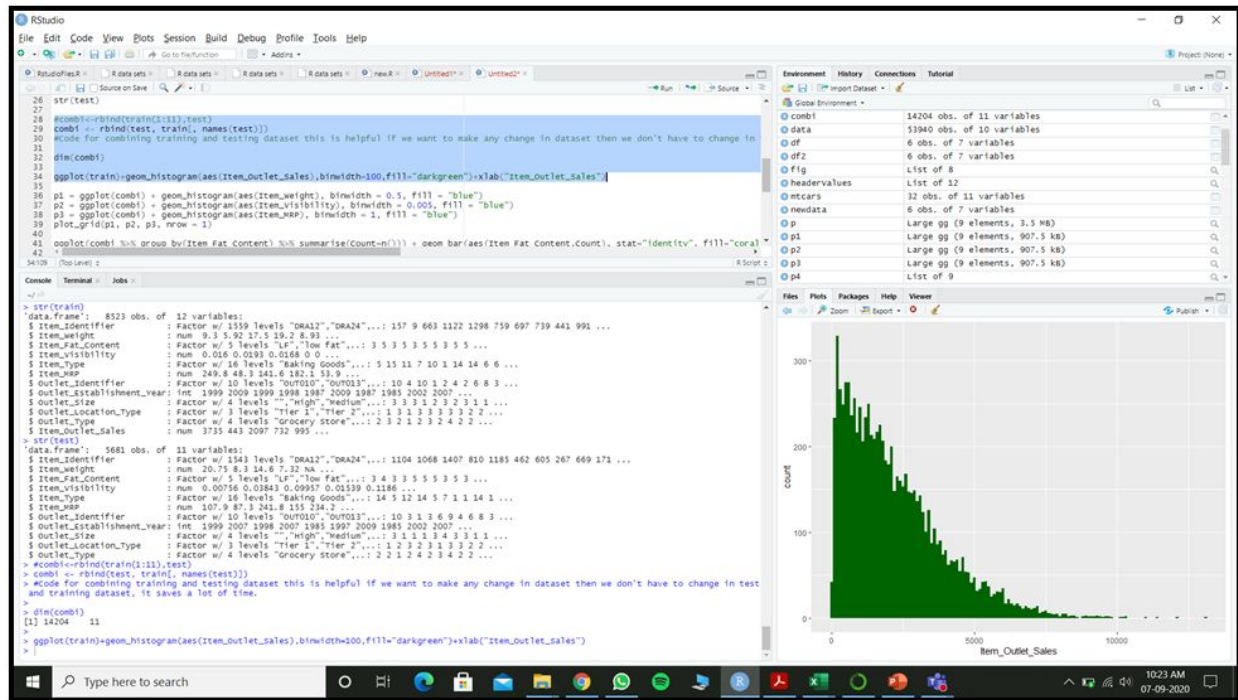 RStudio
File Edit Code View Plots Session Build Debug Profile Tools Help
Go to file/function
Addins
Project: (None)
RstudioFiles.R R data sets R data sets R data sets R data sets new.R Untitled1* Untitled2*
Source on Save Run Source
26 str(test)
27
28 #combi<-rbind(train(1:11),test)
29 combi <- rbind(test, train[, names(test)])
30 #Code for combining training and testing dataset this is helpful if we want to make any change in dataset then we don't have to change in
31
32 dim(combi)
33
34 ggplot(train)+geom_histogram(aes(Item_Outlet_Sales),binwidth=100,fill="darkgreen")+xlab("Item_Outlet_Sales")
35
36 p1 = ggplot(combi) + geom_histogram(aes(Item_Weight), binwidth = 0.5, fill = "blue")
37 p2 = ggplot(combi) + geom_histogram(aes(Item_Visibility), binwidth = 0.005, fill = "blue")
38 p3 = ggplot(combi) + geom_histogram(aes(Item_MRP), binwidth = 1, fill = "blue")
39 plot_grid(p1, p2, p3, nrow = 1)
40
41 ggplot(combi %>% group_by(Item_Fat_Content) %>% summarise(Count=n())) + geom_bar(aes(Item_Fat_Content,Count), stat="identity", fill="coral
42
34:109 (Top Level) R Script
Console Terminal Jobs
~/
> str(train)
'data.frame': 8523 obs. of 12 variables:
$ Item_Identifier : Factor w/ 1559 levels "DRA12","DRA24",..: 157 9 663 1122 1298 759 697 739 441 991 ...
$ Item_Weight : num 9.3 5.92 17.5 19.2 8.93 ...
$ Item_Fat_Content : Factor w/ 5 levels "LF","low fat",..: 3 5 3 5 3 5 5 3 5 5 ...
$ Item_Visibility : num 0.016 0.0193 0.0168 0 0 ...
$ Item_Type : Factor w/ 16 levels "Baking Goods",..: 5 15 11 7 10 1 14 14 6 6 ...
$ Item_MRP : num 249.8 48.3 141.6 182.1 53.9 ...
$ Outlet_Identifier : Factor w/ 10 levels "OUT010","OUT013",..: 10 4 10 1 2 4 2 6 8 3 ...
$ Outlet_Establishment_Year: int 1999 2009 1999 1998 1987 2009 1987 1985 2002 2007 ...
$ Outlet_Size : Factor w/ 4 levels "","High","Medium",..: 3 3 3 1 2 3 2 3 1 1 ...
$ Outlet_Location_Type : Factor w/ 3 levels "Tier 1","Tier 2",..: 1 3 1 3 3 3 3 3 2 2 ...
$ Outlet_Type : Factor w/ 4 levels "Grocery Store",..: 2 3 2 1 2 3 2 4 2 2 ...
$ Item_Outlet_Sales : num 3735 443 2097 732 995 ...
> str(test)
'data.frame': 5681 obs. of 11 variables:
$ Item_Identifier : Factor w/ 1543 levels "DRA12","DRA24",..: 1104 1068 1407 810 1185 462 605 267 669 171 ...
$ Item_Weight : num 20.75 8.3 14.6 7.32 NA ...
$ Item_Fat_Content : Factor w/ 5 levels "LF","low fat",..: 3 4 3 3 5 5 5 3 5 3 ...
$ Item_Visibility : num 0.00756 0.03843 0.09957 0.01539 0.1186 ...
$ Item_Type : Factor w/ 16 levels "Baking Goods",..: 14 5 12 14 5 7 1 1 14 1 ...
$ Item_MRP : num 107.9 87.3 241.8 155 234.2 ...
$ Outlet_Identifier : Factor w/ 10 levels "OUT010","OUT013",..: 10 3 1 3 6 9 4 6 8 3 ...
$ Outlet_Establishment_Year: int 1999 2007 1998 2007 1985 1997 2009 1985 2002 2007 ...
$ Outlet_Size : Factor w/ 4 levels "","High","Medium",..: 3 1 1 1 3 4 3 3 1 1 ...
$ Outlet_Location_Type : Factor w/ 3 levels "Tier 1","Tier 2",..: 1 2 3 2 3 1 3 3 2 2 ...
$ Outlet_Type : Factor w/ 4 levels "Grocery Store",..: 2 2 1 2 4 2 3 4 2 2 ...
> #combi<-rbind(train(1:11),test)
> combi <- rbind(test, train[, names(test)])
> #Code for combining training and testing dataset this is helpful if we want to make any change in dataset then we don't have to change in test
and training dataset, it saves a lot of time.
>
> dim(combi)
[1] 14204 11
>
> ggplot(train)+geom_histogram(aes(Item_Outlet_Sales),binwidth=100,fill="darkgreen")+xlab("Item_Outlet_Sales")
>
Environment History Connections Tutorial
Import Dataset List
Global Environment
combi 14204 obs. of 11 variables
data 53940 obs. of 10 variables
df 6 obs. of 7 variables
df2 6 obs. of 7 variables
fig List of 8
headervalues List of 12
mtcars 32 obs. of 11 variables
newdata 6 obs. of 7 variables
p Large gg (9 elements, 3.5 MB)
p1 Large gg (9 elements, 907.5 kB)
p2 Large gg (9 elements, 907.5 kB)
p3 Large gg (9 elements, 907.5 kB)
p4 List of 9
Files Plots Packages Help Viewer
Zoom Export Publish
300
200
100
0
count
0 5000 10000
Item_Outlet_Sales
Type here to search
10:23 AM
07-09-2020